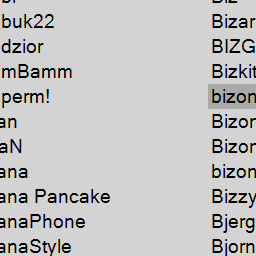 buk22
dzior
mBamm
perm!
an
aN
ana
ana Pancake
anaPhone
anaStyle
Bizar
BIZG
Bizkit
bizon
Bizon
Bizon
bizon
Bizzy
Bjerg
Bjorn